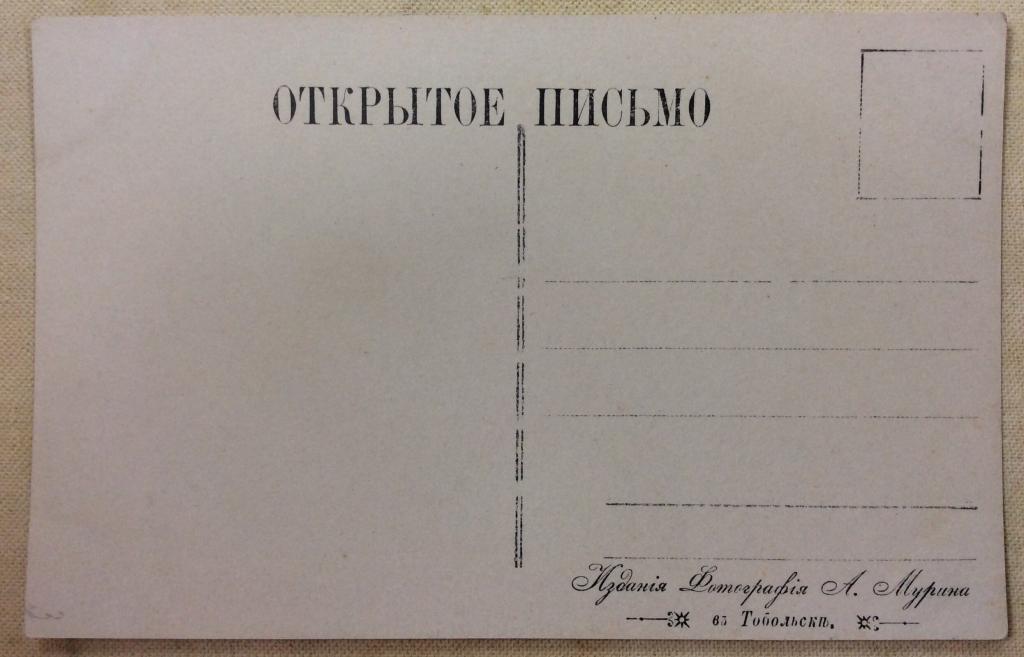 ОТКРЫТОЕ ПИСЬМО
Изданія Фотографія А. Мурина
въ Тобольскѣ.